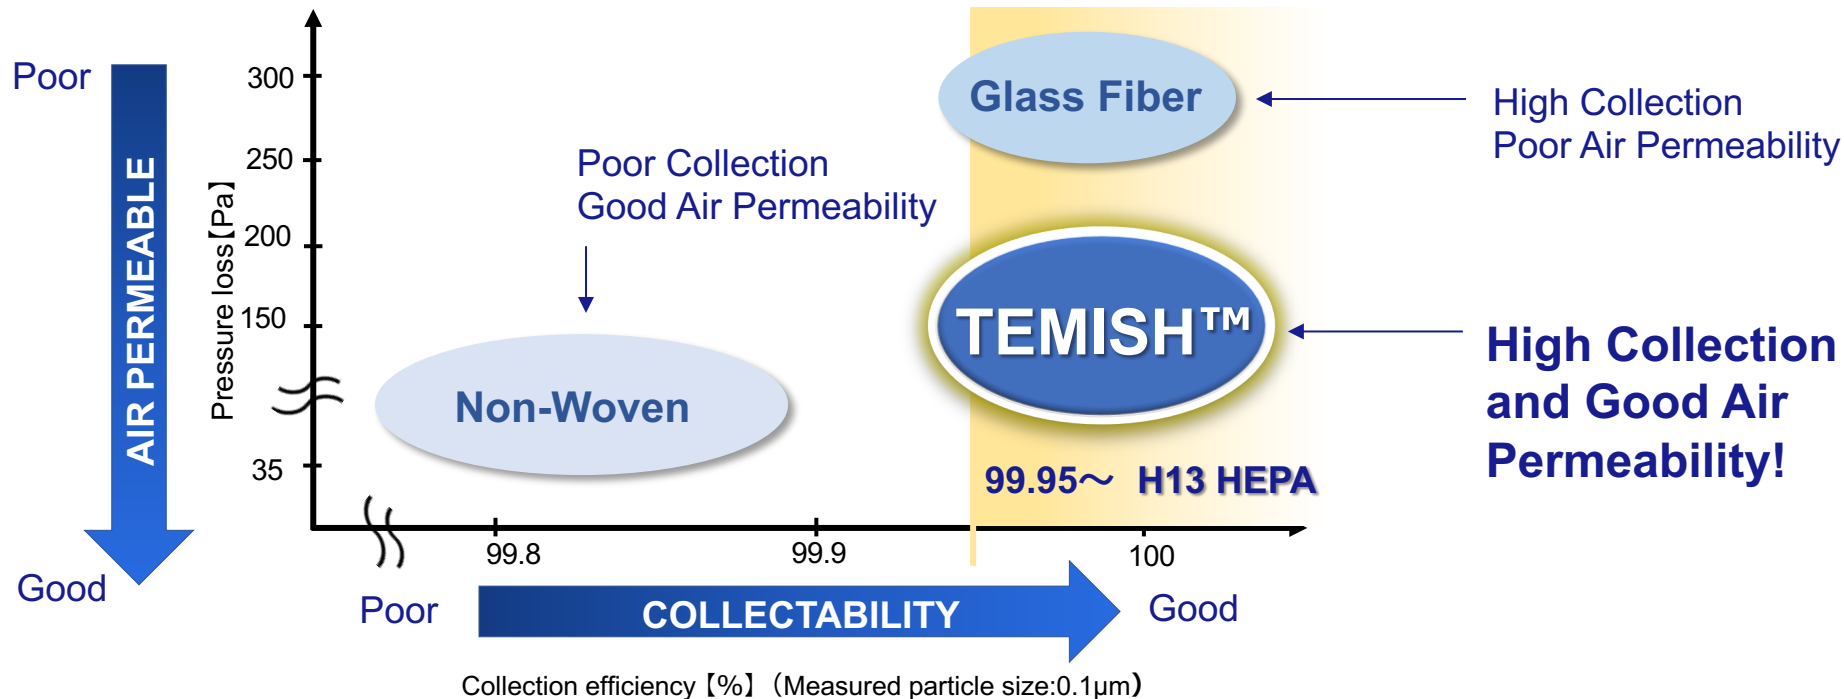 Poor
AIR PERMEABLE
Good
Pressure loss【Pa】
300
250
200
150
35
Poor Collection
Good Air Permeability
Non-Woven
Glass Fiber
High Collection
Poor Air Permeability
TEMISH™
High Collection
and Good Air
Permeability!
99.95～ H13 HEPA
99.8
99.9
100
Poor
COLLECTABILITY
Good
Collection efficiency【%】（Measured particle size:0.1μm）